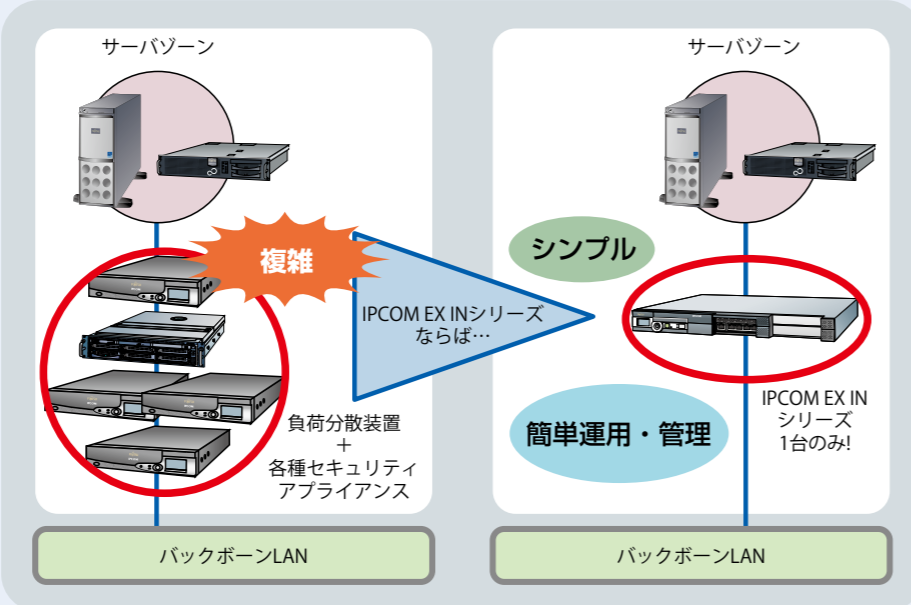 サーバゾーン
複雑
負荷分散装置
+
各種セキュリティ
アプライアンス
バックボーンLAN
IPCOM EX INシリーズ
ならば…
サーバゾーン
シンプル
簡単運用・管理
IPCOM EX IN
シリーズ
1台のみ!
バックボーンLAN